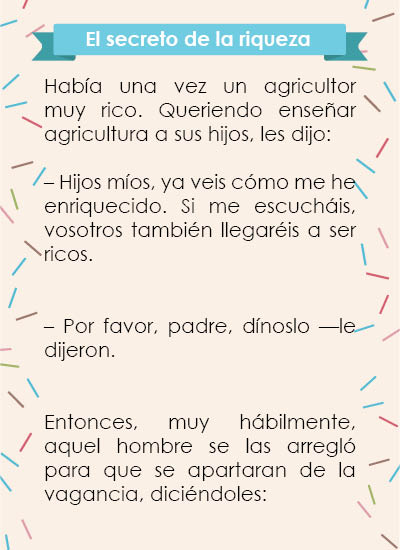 El secreto de la riqueza
Había una vez un agricultor
muy rico. Queriendo enseñar
agricultura a sus hijos, les dijo:
– Hijos míos, ya veis cómo me he
enriquecido. Si me escucháis,
vosotros también llegaréis a ser
ricos.
– Por favor, padre, dínoslo —le
dijeron.
Entonces, muy hábilmente,
aquel hombre se las arregló
para que se apartaran de la
vagancia, diciéndoles: